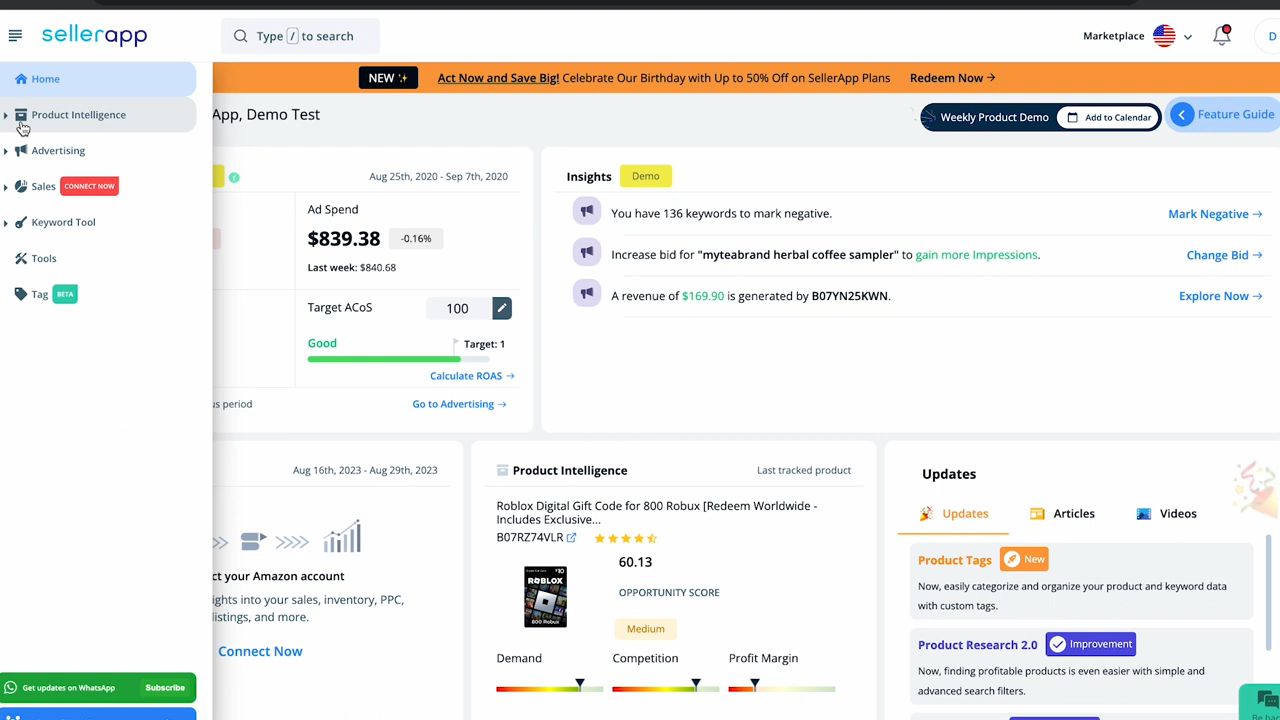 sellerapp
Type / to search
Marketplace
D
Home
Product Intelligence
Advertising
Sales CONNECT NOW
Keyword Tool
Tools
Tag BETA
Get updates on WhatsApp Subscribe
NEW Act Now and Save Big! Celebrate Our Birthday with Up to 50% Off on SellerApp Plans Redeem Now →
App, Demo Test
Weekly Product Demo Add to Calendar
Feature Guide
Aug 25th, 2020 - Sep 7th, 2020
Ad Spend
$839.38 -0.16%
Last week: $840.68
Target ACoS 100
Good Target: 1
Calculate ROAS →
us period
Go to Advertising →
Insights Demo
You have 136 keywords to mark negative. Mark Negative →
Increase bid for "myteabrand herbal coffee sampler" to gain more Impressions. Change Bid →
A revenue of $169.90 is generated by B07YN25KWN. Explore Now →
Aug 16th, 2023 - Aug 29th, 2023
ct your Amazon account
ights into your sales, inventory, PPC,
listings, and more.
Connect Now
Product Intelligence Last tracked product
Roblox Digital Gift Code for 800 Robux [Redeem Worldwide -
Includes Exclusive...
B07RZ74VLR
$10
ROBLOX
800 Robux
60.13
OPPORTUNITY SCORE
Medium
Demand Competition Profit Margin
Updates
Updates Articles Videos
Product Tags New
Now, easily categorize and organize your product and keyword data
with custom tags.
Product Research 2.0 Improvement
Now, finding profitable products is even easier with simple and
advanced search filters.